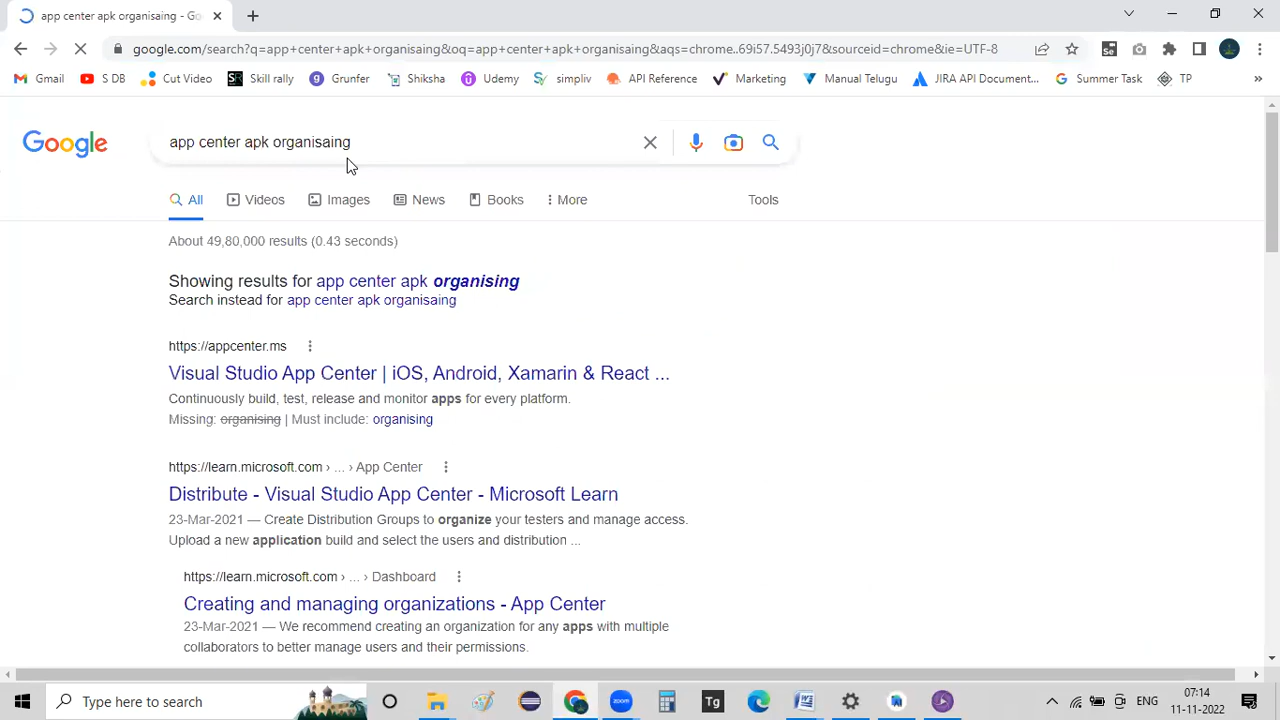 app center apk organisaing - Go
google.com/search?q=app+center+apk+organisaing&oq=app+center+apk+organisaing&aqs=chrome..69i57.5493j0j7&sourceid=chrome&ie=UTF-8
Gmail S DB Cut Video Skill rally Grunfer Shiksha Udemy simpliv API Reference Marketing Manual Telugu JIRA API Document... Summer Task TP »
Google app center apk organisaing
All Videos Images News Books More Tools
About 49,80,000 results (0.43 seconds)
Showing results for app center apk organising
Search instead for app center apk organisaing
https://appcenter.ms
Visual Studio App Center | iOS, Android, Xamarin & React ...
Continuously build, test, release and monitor apps for every platform.
Missing: organising | Must include: organising
https://learn.microsoft.com › ... › App Center
Distribute - Visual Studio App Center - Microsoft Learn
23-Mar-2021 — Create Distribution Groups to organize your testers and manage access.
Upload a new application build and select the users and distribution ...
https://learn.microsoft.com › ... › Dashboard
Creating and managing organizations - App Center
23-Mar-2021 — We recommend creating an organization for any apps with multiple
collaborators to better manage users and their permissions.
Type here to search zoom Tg ENG 07:14
11-11-2022